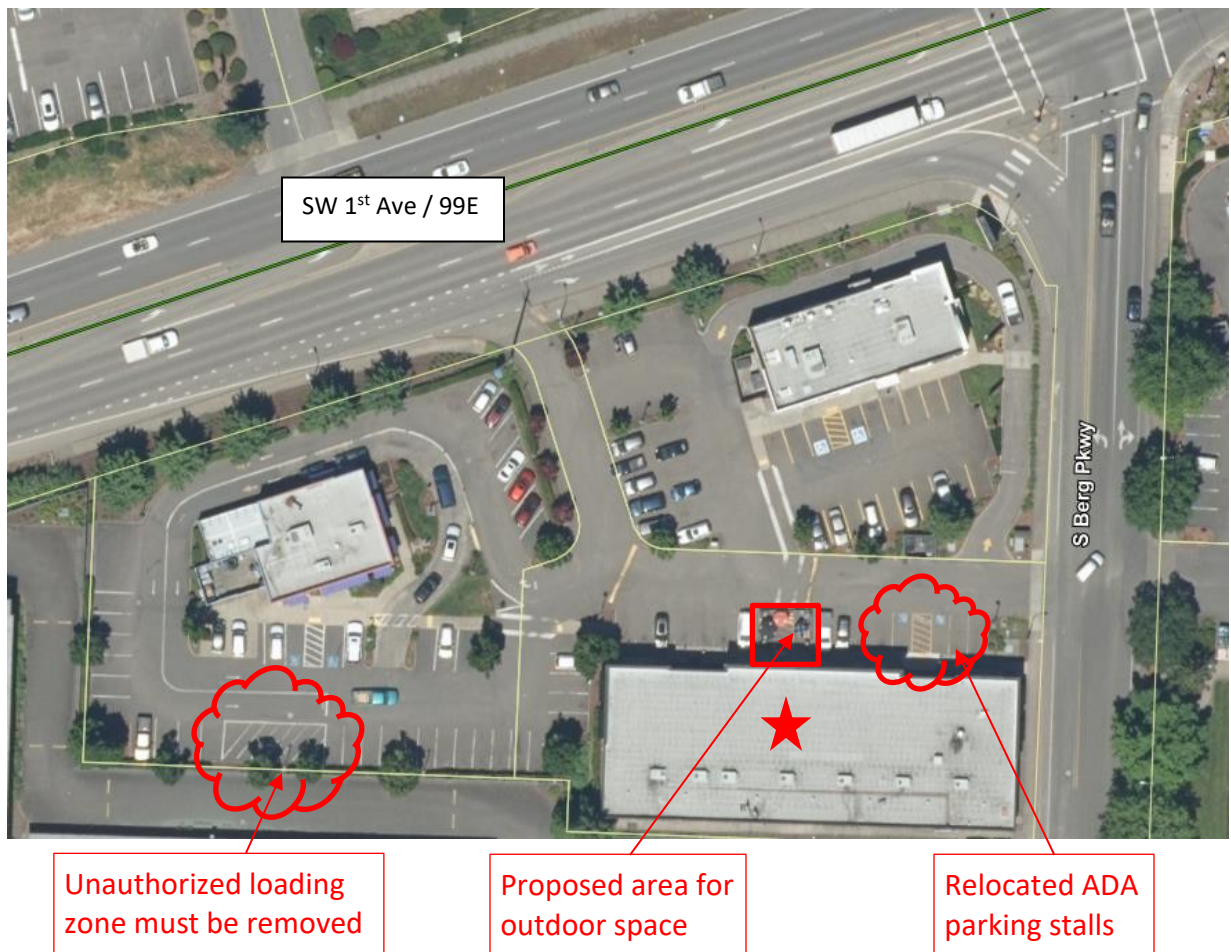 SW 1st Ave / 99E
S Berg Pkwy
Unauthorized loading
zone must be removed
Proposed area for
outdoor space
Relocated ADA
parking stalls